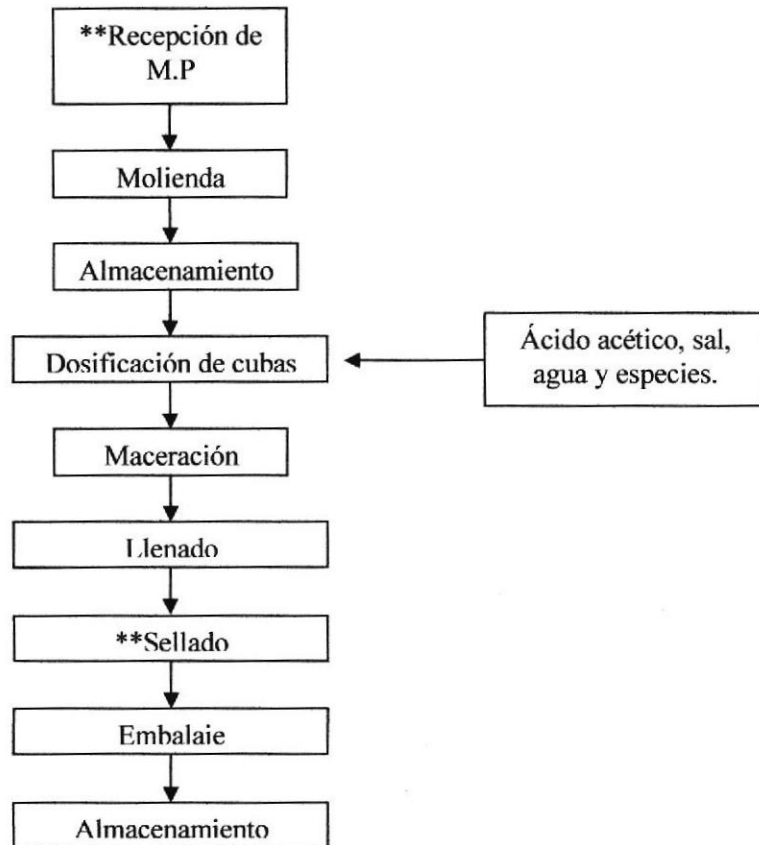 **Recepción de
M.P
Molienda
Almacenamiento
Dosificación de cubas
Ácido acético, sal,
agua y especies.
Maceración
Llenado
**Sellado
Embalaje
Almacenamiento